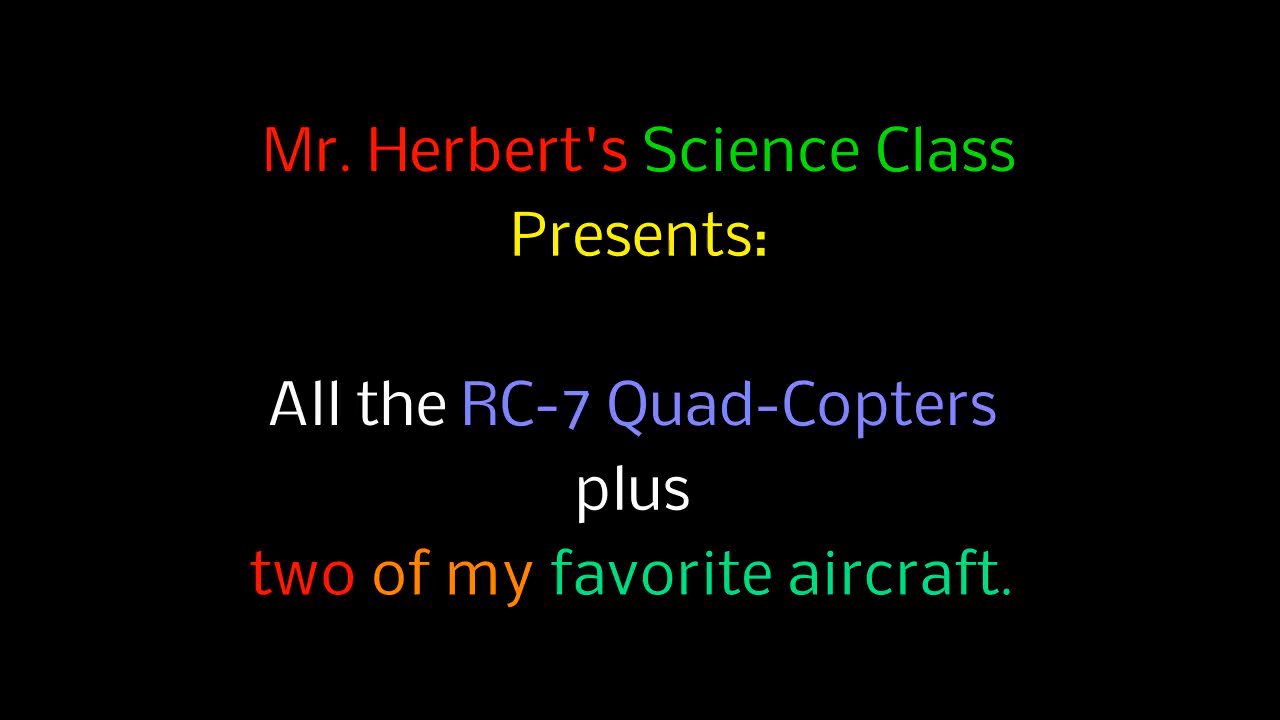 Mr. Herbert's Science Class
Presents:
All the RC-7 Quad-Copters
plus
two of my favorite aircraft.